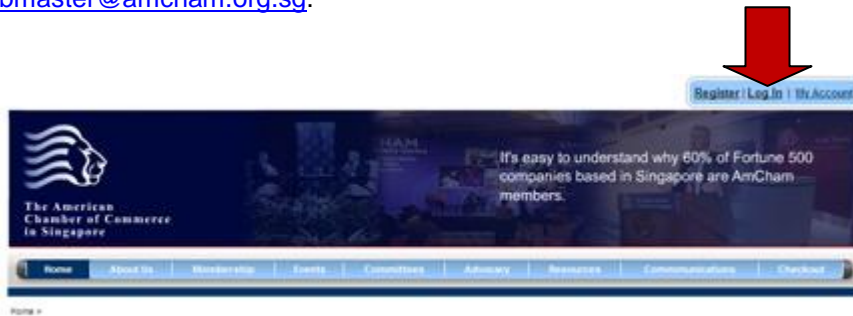 bmaster@amcham.org.sg.
Register | Log In | My Account
It's easy to understand why 60% of Fortune 500
companies based in Singapore are AmCham
members.
The American
Chamber of Commerce
in Singapore
Home | About Us | Membership | Events | Committees | Advocacy | Resources | Communications | Checkout
Home >